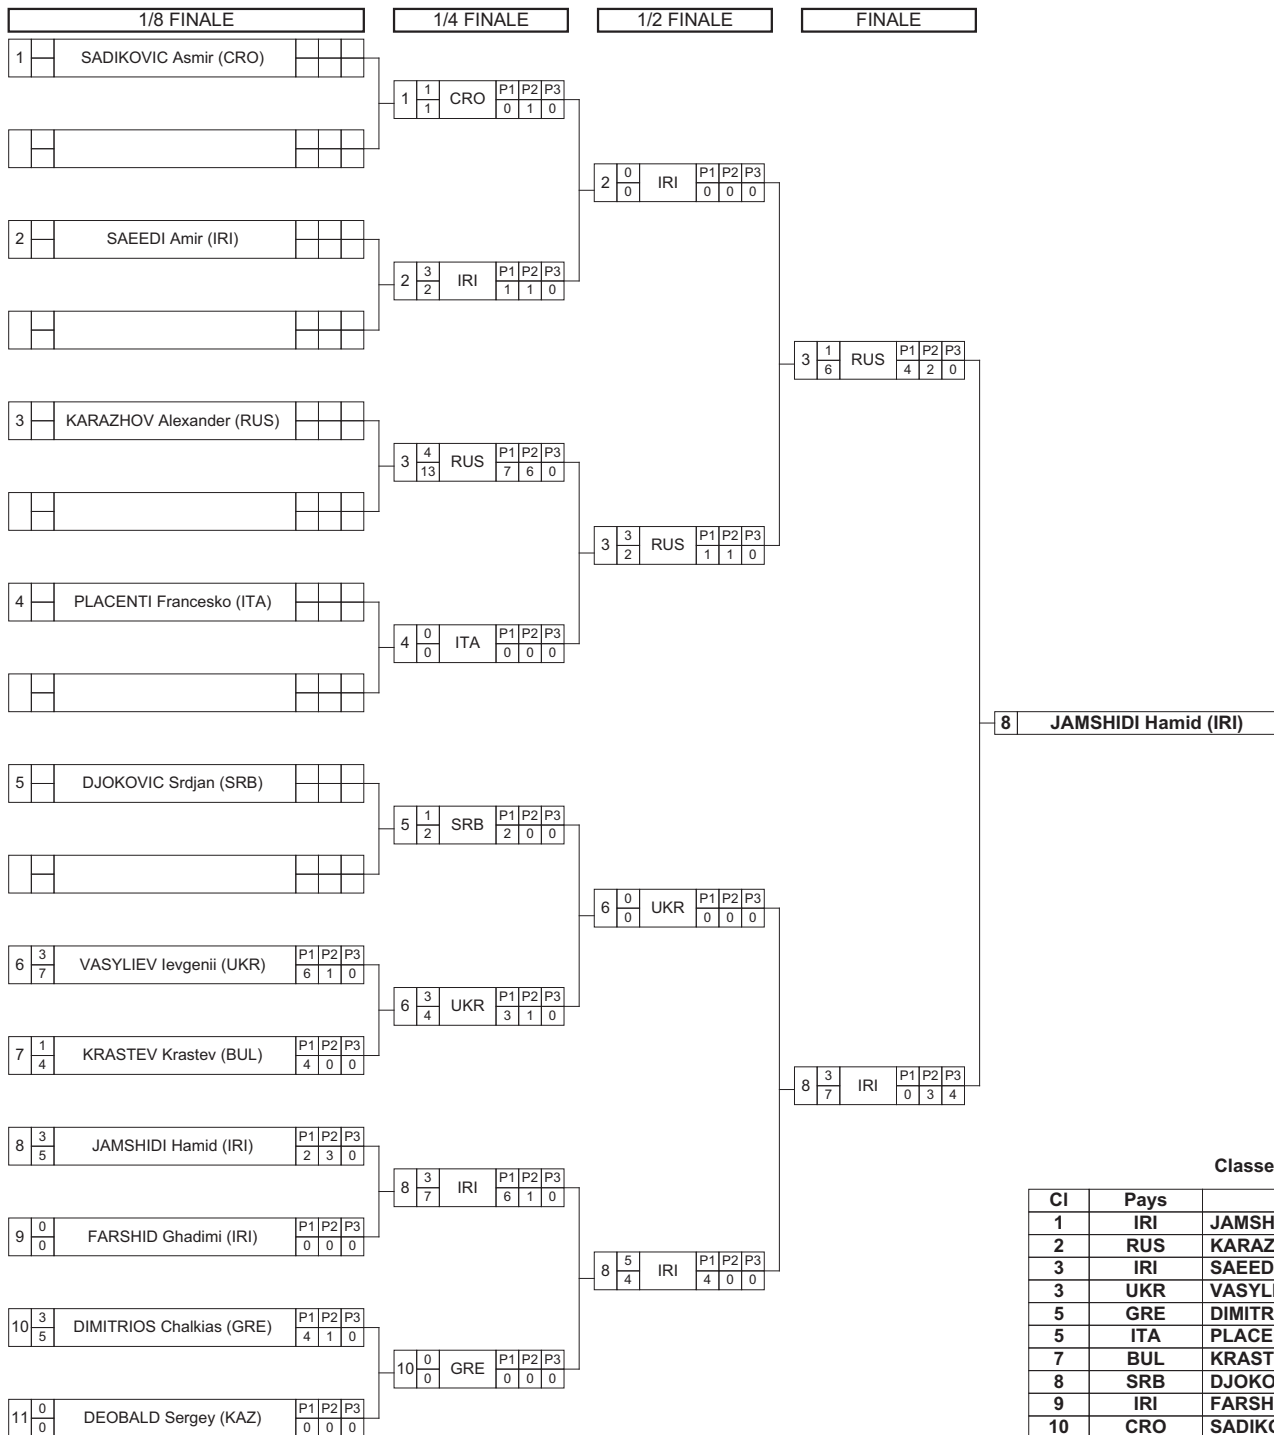 1/8 FINALE 1/4 FINALE 1/2 FINALE FINALE
1 SADIKOVIC Asmir (CRO)
1 1 1 CRO P1 P2 P3 0 1 0
2 0 0 IRI P1 P2 P3 0 0 0
2 SAEEDI Amir (IRI)
2 3 2 IRI P1 P2 P3 1 1 0
3 1 6 RUS P1 P2 P3 4 2 0
3 KARAZHOV Alexander (RUS)
3 4 13 RUS P1 P2 P3 7 6 0
3 3 2 RUS P1 P2 P3 1 1 0
4 PLACENTI Francesko (ITA)
4 0 0 ITA P1 P2 P3 0 0 0
8 JAMSHIDI Hamid (IRI)
5 DJOKOVIC Srdjan (SRB)
5 1 2 SRB P1 P2 P3 2 0 0
6 0 0 UKR P1 P2 P3 0 0 0
6 3 7 VASYLIEV Ievgenii (UKR) P1 P2 P3 6 1 0
6 3 4 UKR P1 P2 P3 3 1 0
7 1 4 KRASTEV Krastev (BUL) P1 P2 P3 4 0 0
8 3 7 IRI P1 P2 P3 0 3 4
8 3 5 JAMSHIDI Hamid (IRI) P1 P2 P3 2 3 0
8 3 7 IRI P1 P2 P3 6 1 0
9 0 0 FARSHID Ghadimi (IRI) P1 P2 P3 0 0 0
8 5 4 IRI P1 P2 P3 4 0 0
10 3 5 DIMITRIOS Chalkias (GRE) P1 P2 P3 4 1 0
10 0 0 GRE P1 P2 P3 0 0 0
11 0 0 DEOBALD Sergey (KAZ) P1 P2 P3 0 0 0
Classe
Cl Pays
1 IRI JAMSH
2 RUS KARAZ
3 IRI SAEED
3 UKR VASYLI
5 GRE DIMITR
5 ITA PLACE
7 BUL KRAST
8 SRB DJOKO
9 IRI FARSH
10 CRO SADIKO